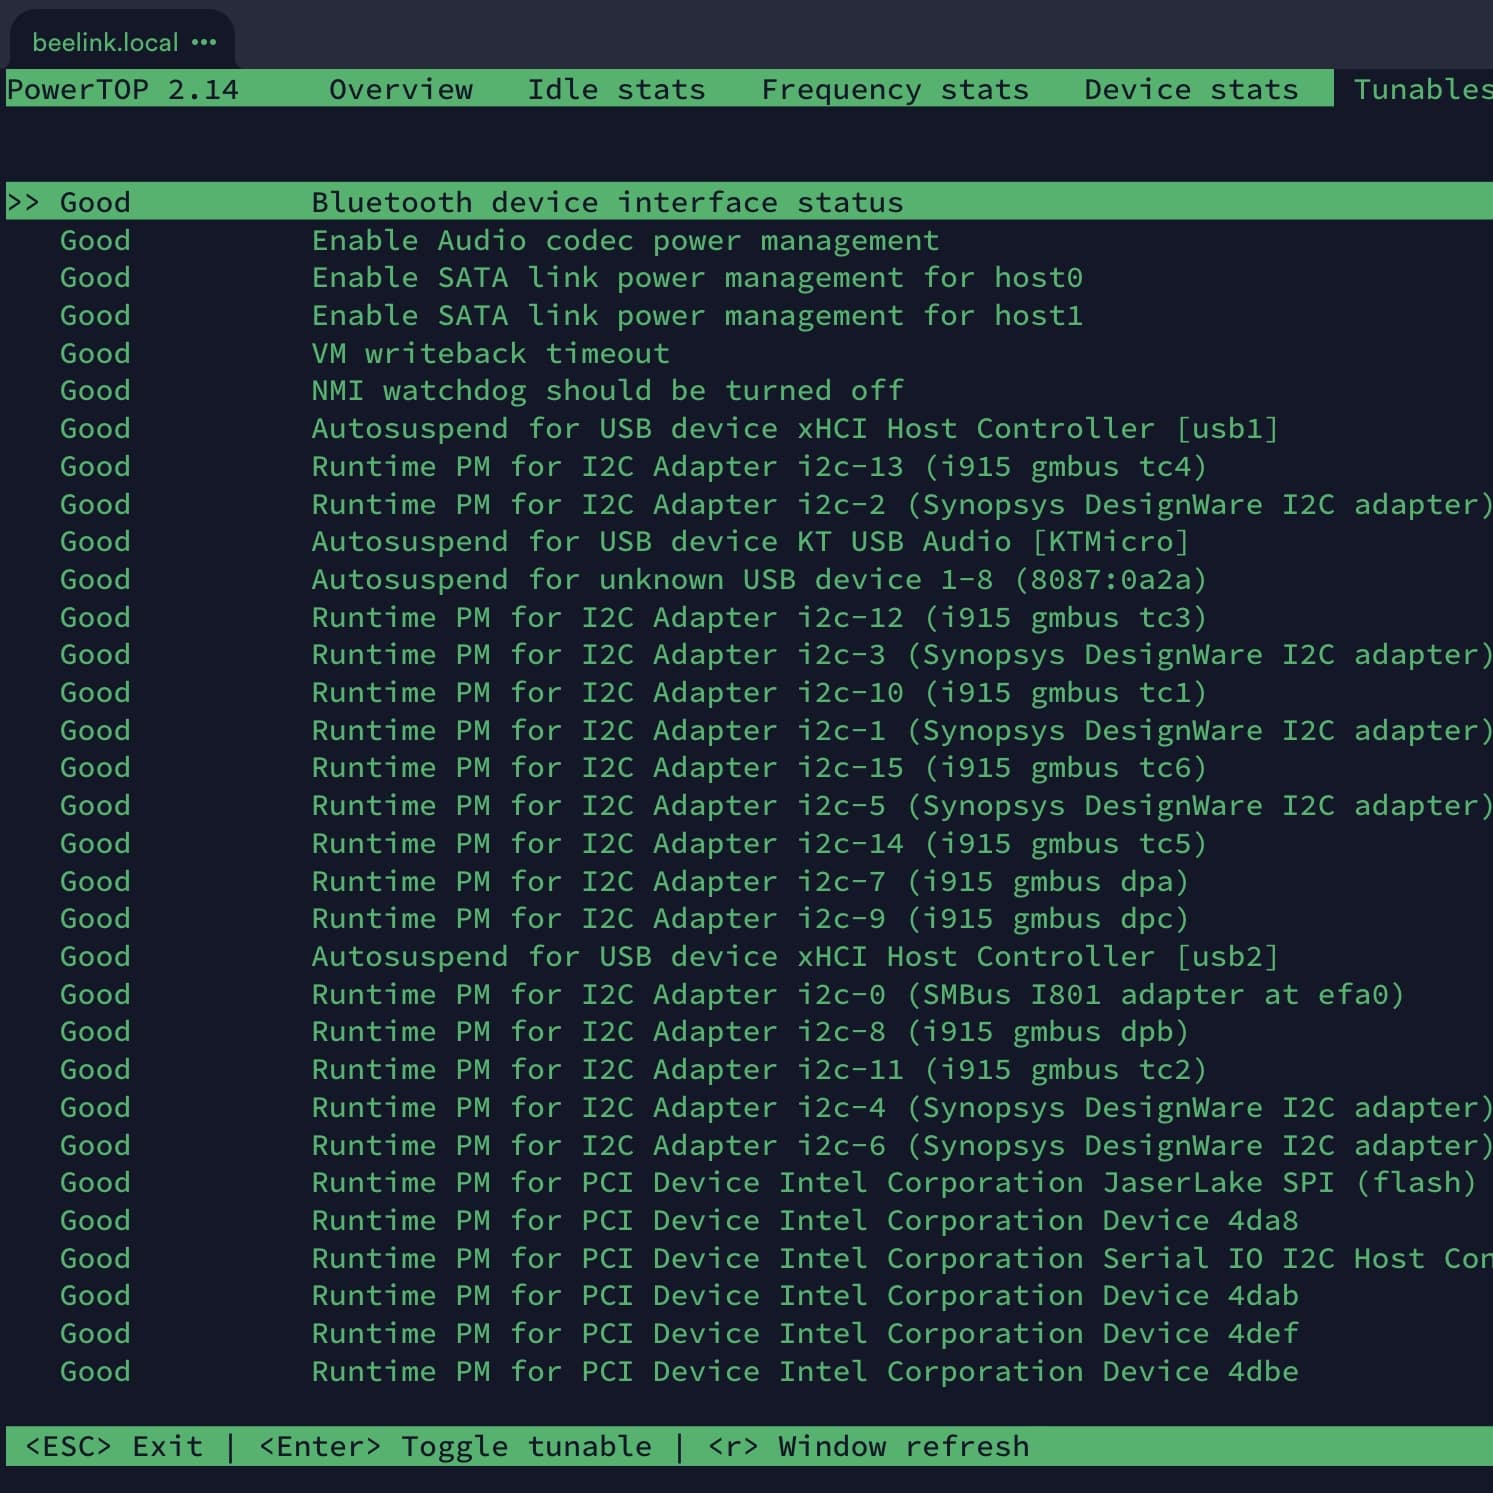 beelink.local •••
PowerTOP 2.14 Overview Idle stats Frequency stats Device stats Tunables
>> Good Bluetooth device interface status
Good Enable Audio codec power management
Good Enable SATA link power management for host0
Good Enable SATA link power management for host1
Good VM writeback timeout
Good NMI watchdog should be turned off
Good Autosuspend for USB device xHCI Host Controller [usb1]
Good Runtime PM for I2C Adapter i2c-13 (i915 gmbus tc4)
Good Runtime PM for I2C Adapter i2c-2 (Synopsys DesignWare I2C adapter)
Good Autosuspend for USB device KT USB Audio [KTMicro]
Good Autosuspend for unknown USB device 1-8 (8087:0a2a)
Good Runtime PM for I2C Adapter i2c-12 (i915 gmbus tc3)
Good Runtime PM for I2C Adapter i2c-3 (Synopsys DesignWare I2C adapter)
Good Runtime PM for I2C Adapter i2c-10 (i915 gmbus tc1)
Good Runtime PM for I2C Adapter i2c-1 (Synopsys DesignWare I2C adapter)
Good Runtime PM for I2C Adapter i2c-15 (i915 gmbus tc6)
Good Runtime PM for I2C Adapter i2c-5 (Synopsys DesignWare I2C adapter)
Good Runtime PM for I2C Adapter i2c-14 (i915 gmbus tc5)
Good Runtime PM for I2C Adapter i2c-7 (i915 gmbus dpa)
Good Runtime PM for I2C Adapter i2c-9 (i915 gmbus dpc)
Good Autosuspend for USB device xHCI Host Controller [usb2]
Good Runtime PM for I2C Adapter i2c-0 (SMBus I801 adapter at efa0)
Good Runtime PM for I2C Adapter i2c-8 (i915 gmbus dpb)
Good Runtime PM for I2C Adapter i2c-11 (i915 gmbus tc2)
Good Runtime PM for I2C Adapter i2c-4 (Synopsys DesignWare I2C adapter)
Good Runtime PM for I2C Adapter i2c-6 (Synopsys DesignWare I2C adapter)
Good Runtime PM for PCI Device Intel Corporation JaserLake SPI (flash)
Good Runtime PM for PCI Device Intel Corporation Device 4da8
Good Runtime PM for PCI Device Intel Corporation Serial IO I2C Host Con
Good Runtime PM for PCI Device Intel Corporation Device 4dab
Good Runtime PM for PCI Device Intel Corporation Device 4def
Good Runtime PM for PCI Device Intel Corporation Device 4dbe
<ESC> Exit | <Enter> Toggle tunable | <r> Window refresh